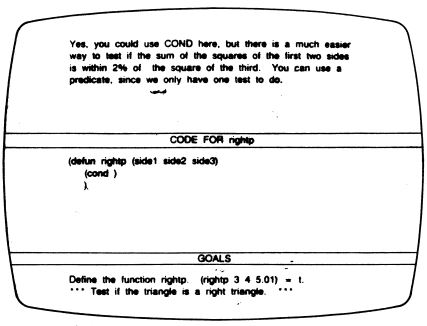 Yes, you could use COND here, but there is a much easier
way to test if the sum of the squares of the first two sides
is within 2% of the square of the third. You can use a
predicate, since we only have one test to do.
CODE FOR rightp
(defun rightp (side1 side2 side3)
(cond )
).
GOALS
Define the function rightp. (rightp 3 4 5.01) = t.
*** Test if the triangle is a right triangle. ***